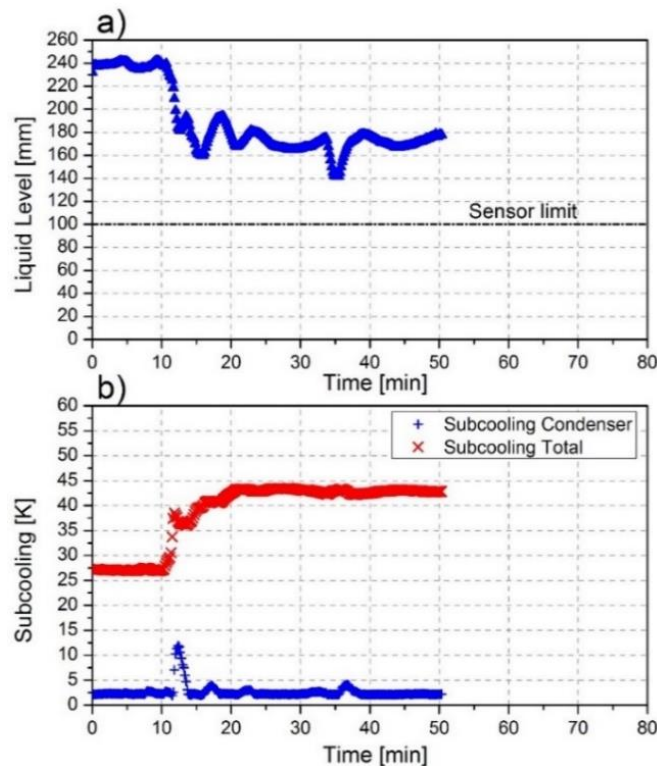 a)
260
240
220
200
180
160
140
120
100
80
60
40
20
0
Liquid Level [mm]
Sensor limit
0 10 20 30 40 50 60 70 80
Time [min]
b)
60
55
50
45
40
35
30
25
20
15
10
5
0
Subcooling [K]
Subcooling Condenser
Subcooling Total
0 10 20 30 40 50 60 70 80
Time [min]